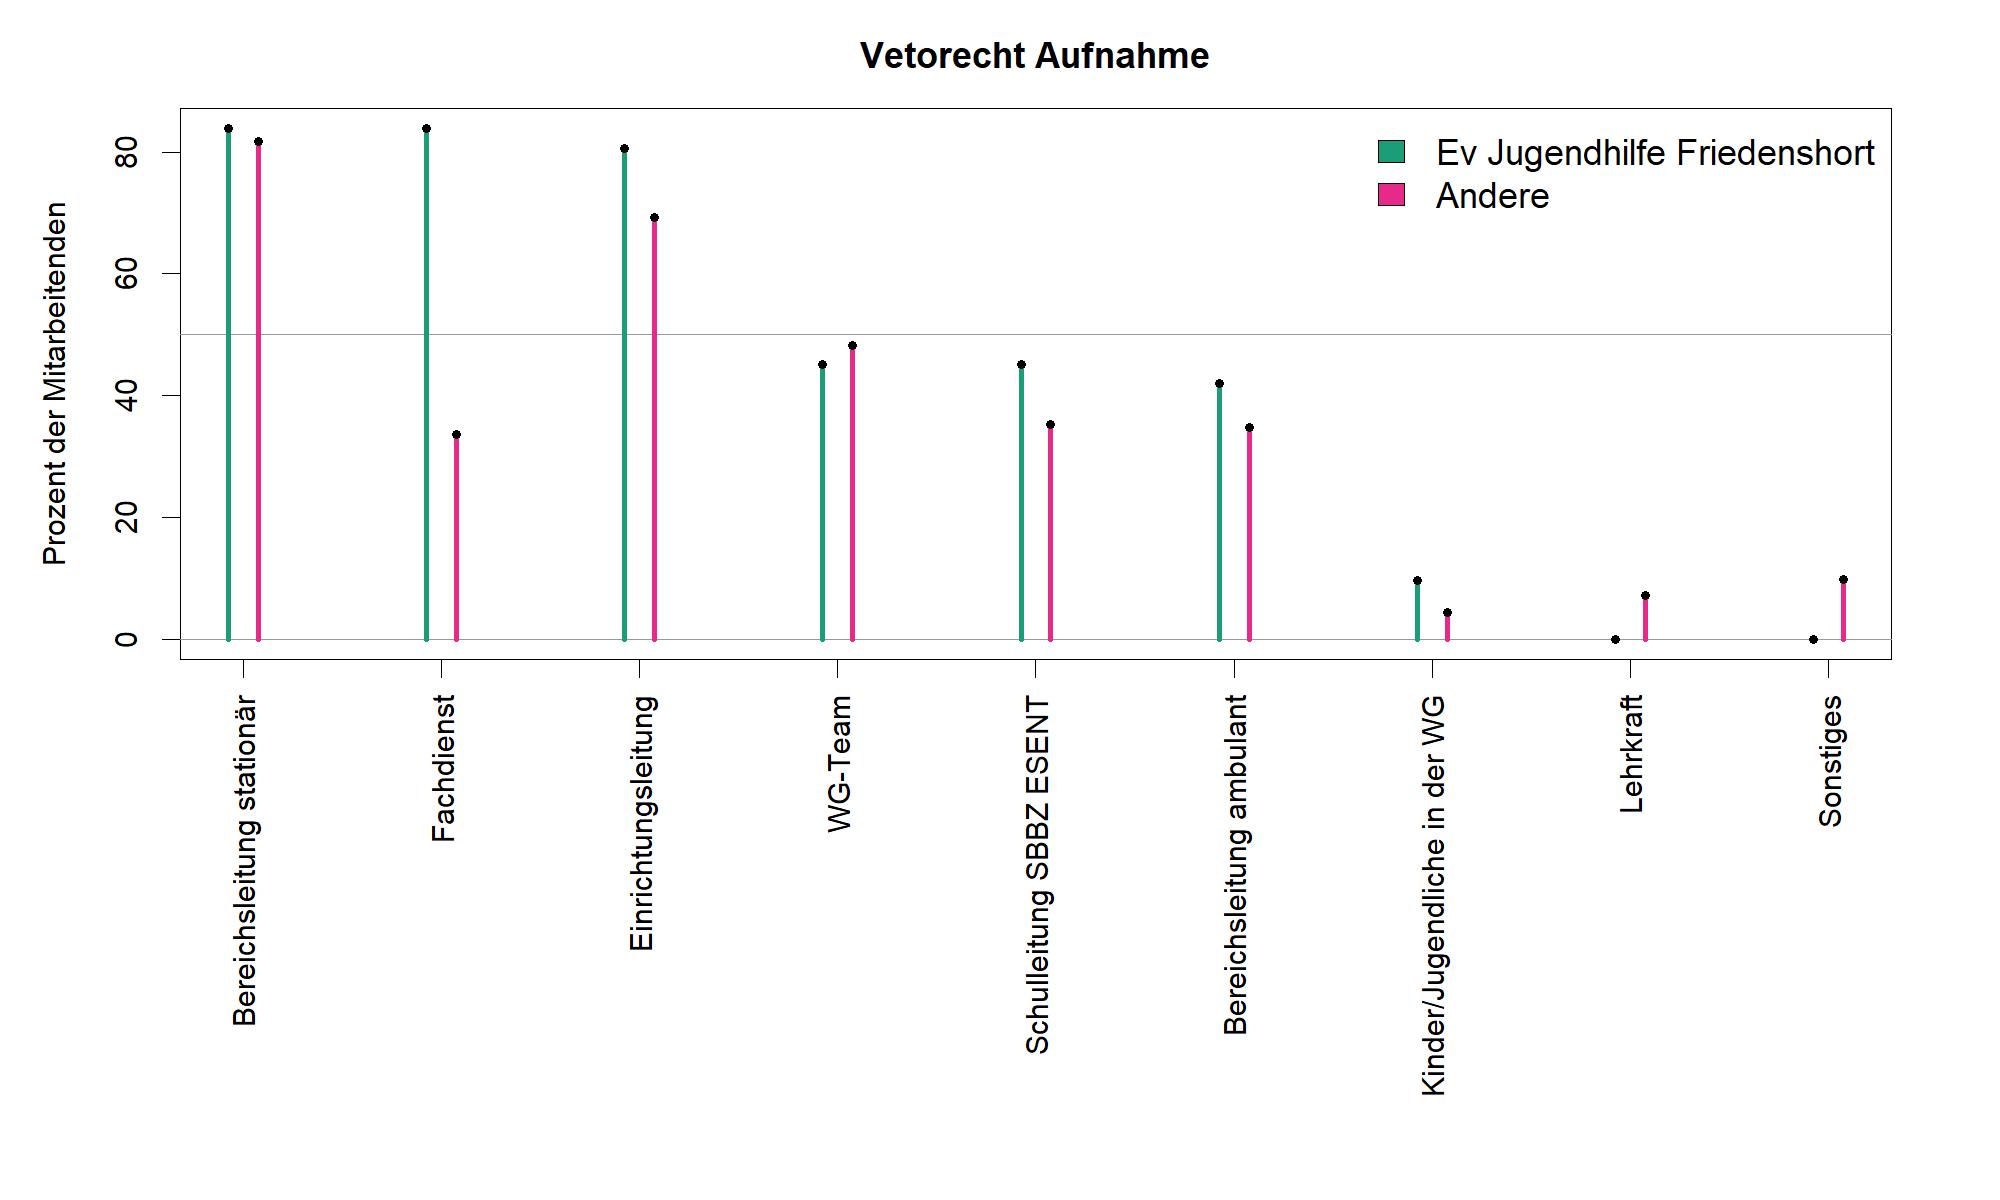 Vetorecht Aufnahme
Ev Jugendhilfe Friedenshort
Andere
Prozent der Mitarbeitenden
80
60
40
20
0
Bereichsleitung stationär
Fachdienst
Einrichtungsleitung
WG-Team
Schulleitung SBBZ ESENT
Bereichsleitung ambulant
Kinder/Jugendliche in der WG
Lehrkraft
Sonstiges